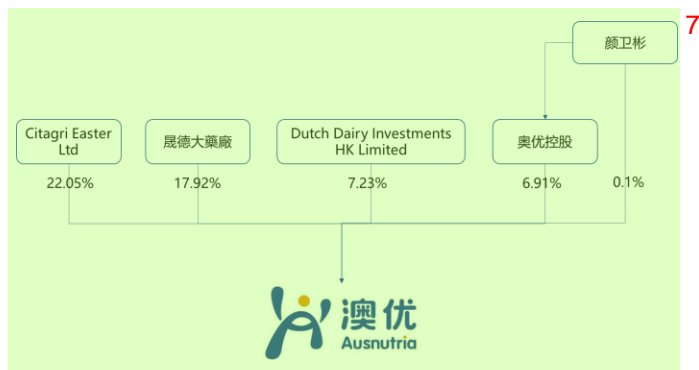 7
颜卫彬
Citagri Easter
Ltd
晟德大藥廠
Dutch Dairy Investments
HK Limited
奥优控股
22.05%
17.92%
7.23%
6.91%
0.1%
澳优
Ausnutria